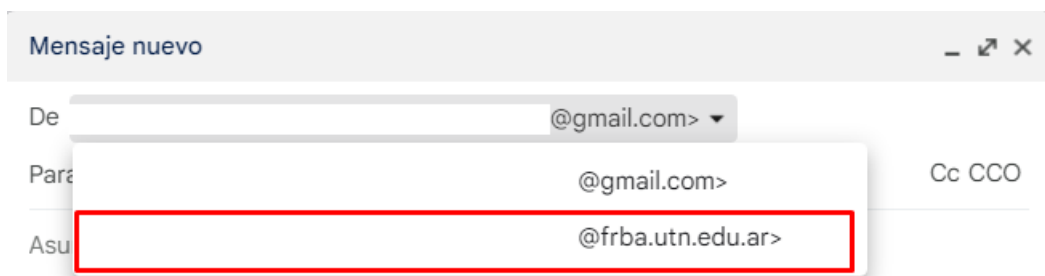 Mensaje nuevo
De @gmail.com>
@gmail.com>
Para Cc CCO
@frba.utn.edu.ar>
Asu